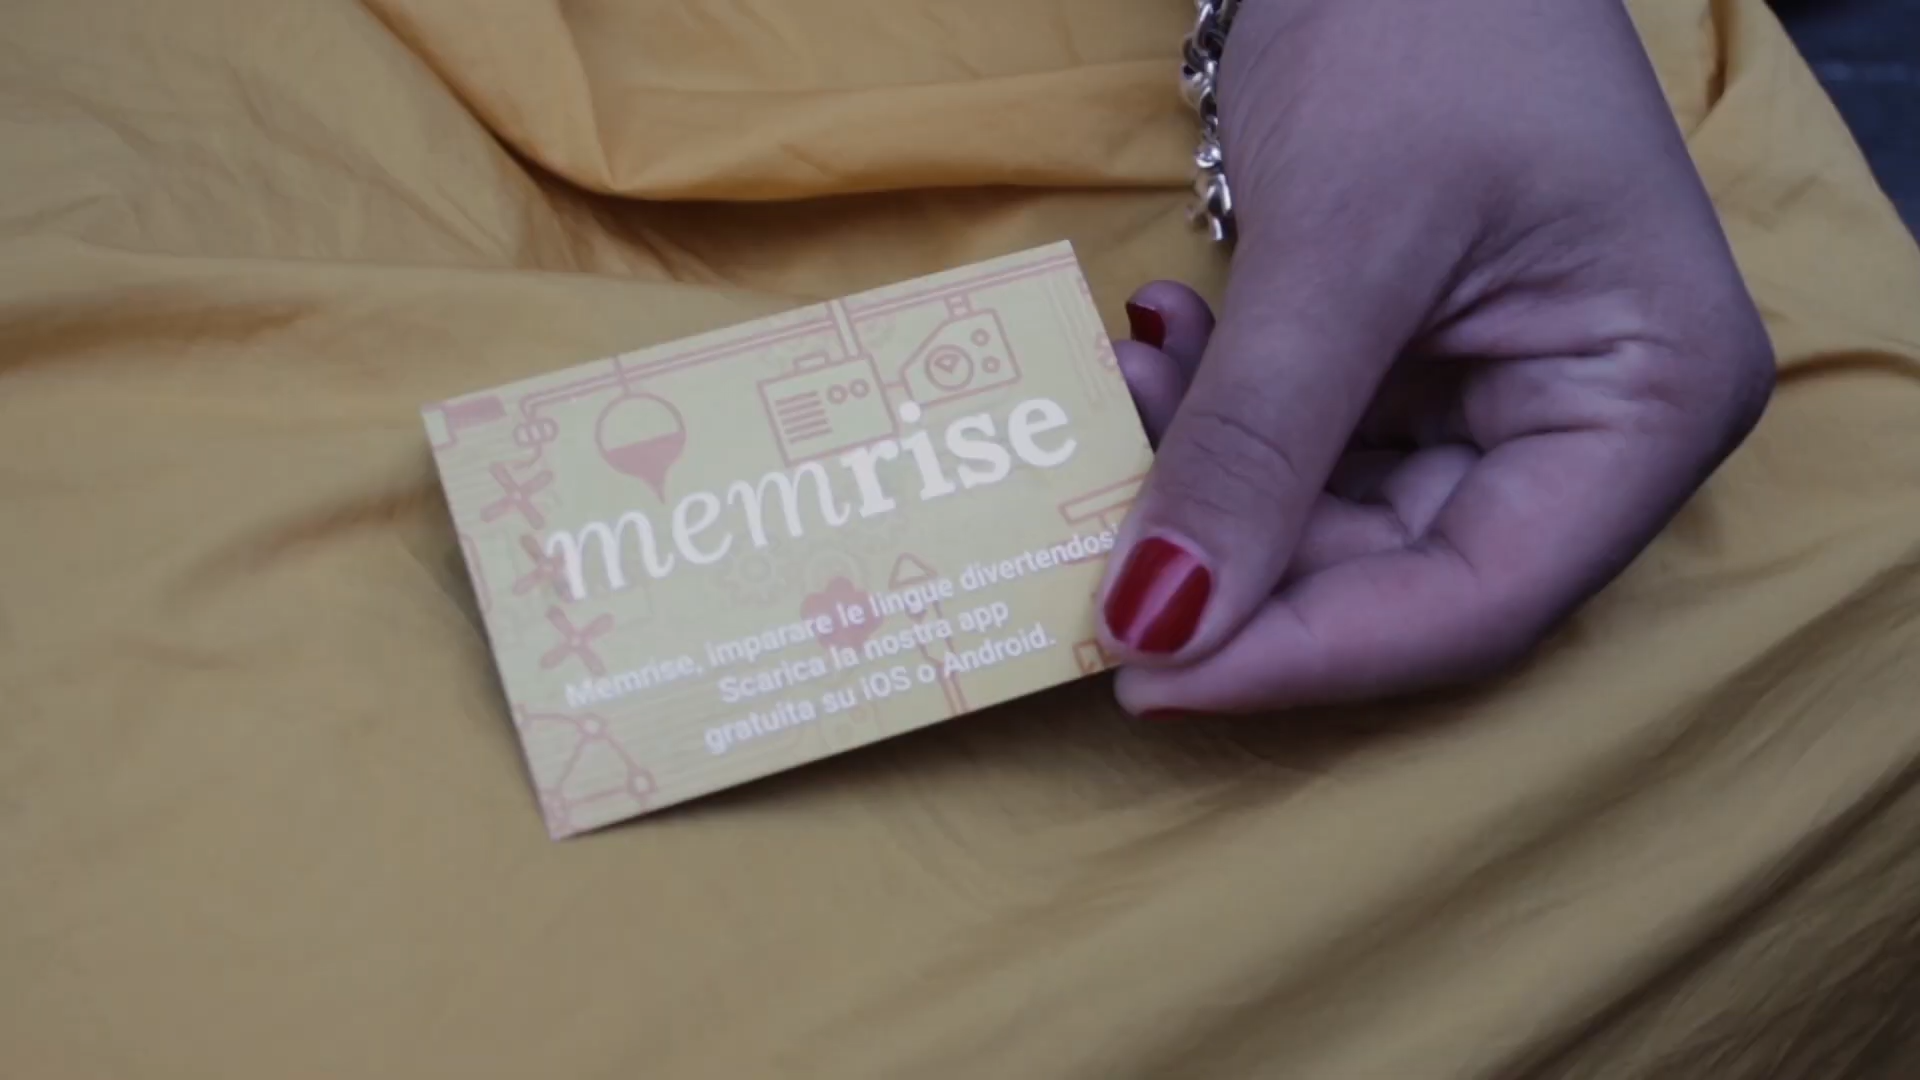 memrise
Memrise, imparare le lingue divertendosi
Scarica la nostra app
gratuita su iOS o Android.